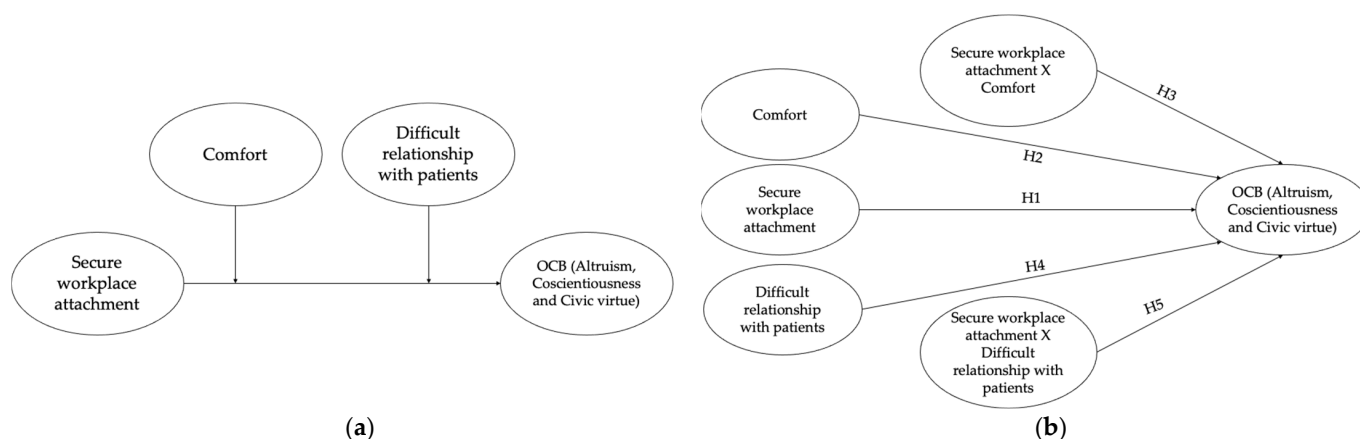 Comfort
Difficult
relationship
with patients
Secure
workplace
attachment
OCB (Altruism,
Coscientiousness
and Civic virtue)
(a)
Secure workplace
attachment X
Comfort
H3
Comfort
H2
Secure
workplace
attachment
H1
OCB (Altruism,
Coscientiousness
and Civic virtue)
H4
Difficult
relationship
with patients
H5
Secure workplace
attachment X
Difficult
relationship with
patients
(b)